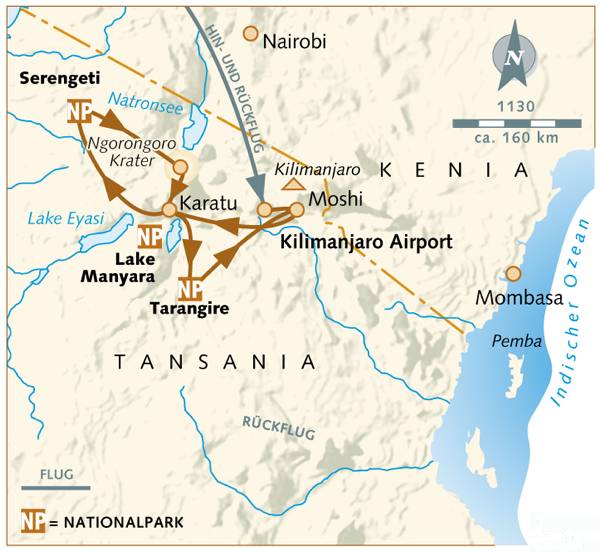 Nairobi
HIN- UND RÜCKFLUG
N
1130
ca. 160 km
Serengeti
NP
Natronsee
Ngorongoro
Krater
Kilimanjaro
KENIA
Karatu
Moshi
Lake Eyasi
NP
Kilimanjaro Airport
Lake
Manyara
NP
Tarangire
Mombasa
Indischer Ozean
Pemba
TANSANIA
RÜCKFLUG
FLUG
NP = NATIONALPARK